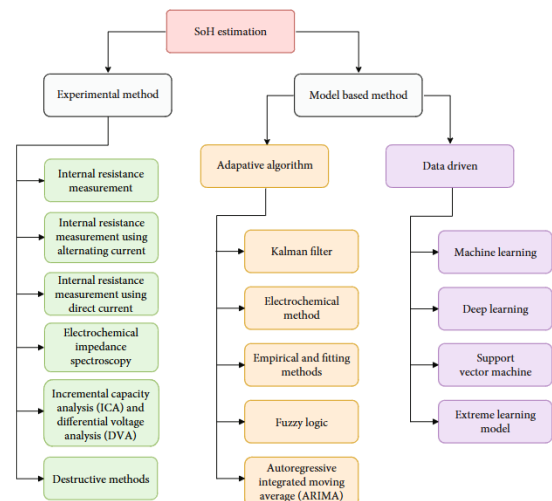 SoH estimation
Experimental method
Model based method
Internal resistance
measurement
Internal resistance
measurement using
alternating current
Internal resistance
measurement using
direct current
Electrochemical
impedance
spectroscopy
Incremental capacity
analysis (ICA) and
differential voltage
analysis (DVA)
Destructive methods
Adapative algorithm
Kalman filter
Electrochemical
method
Empirical and fitting
methods
Fuzzy logic
Autoregressive
integrated moving
average (ARIMA)
Data driven
Machine learning
Deep learning
Support
vector machine
Extreme learning
model